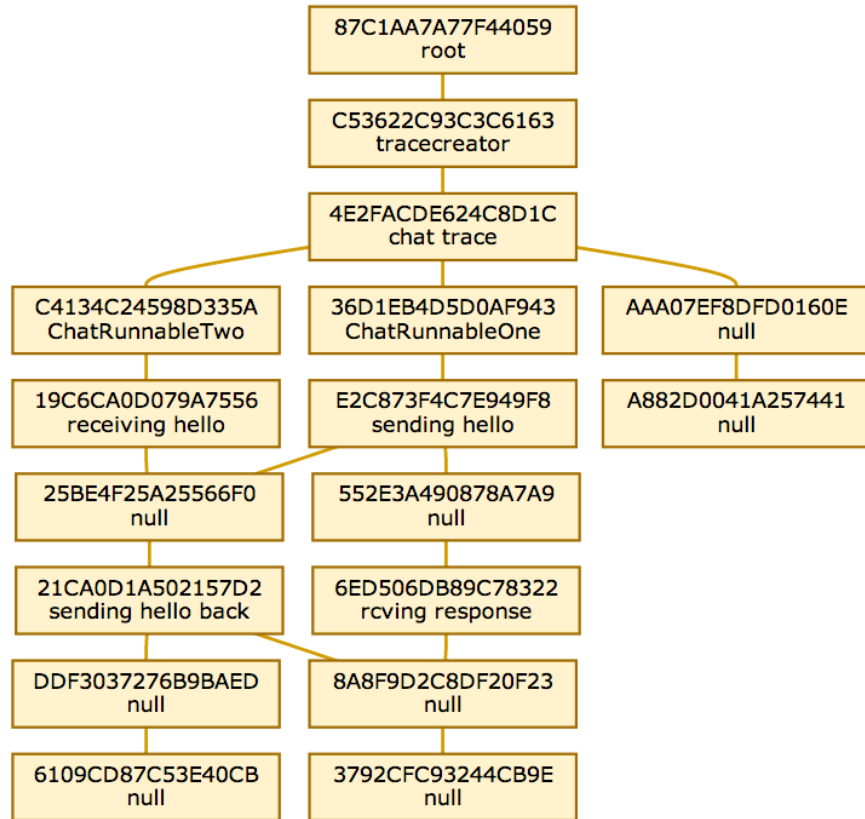 87C1AA7A77F44059
root
C53622C93C3C6163
tracecreator
4E2FACDE624C8D1C
chat trace
C4134C24598D335A
ChatRunnableTwo
36D1EB4D5D0AF943
ChatRunnableOne
AAA07EF8DFD0160E
null
19C6CA0D079A7556
receiving hello
E2C873F4C7E949F8
sending hello
A882D0041A257441
null
25BE4F25A25566F0
null
552E3A490878A7A9
null
21CA0D1A502157D2
sending hello back
6ED506DB89C78322
rcving response
DDF3037276B9BAED
null
8A8F9D2C8DF20F23
null
6109CD87C53E40CB
null
3792CFC93244CB9E
null